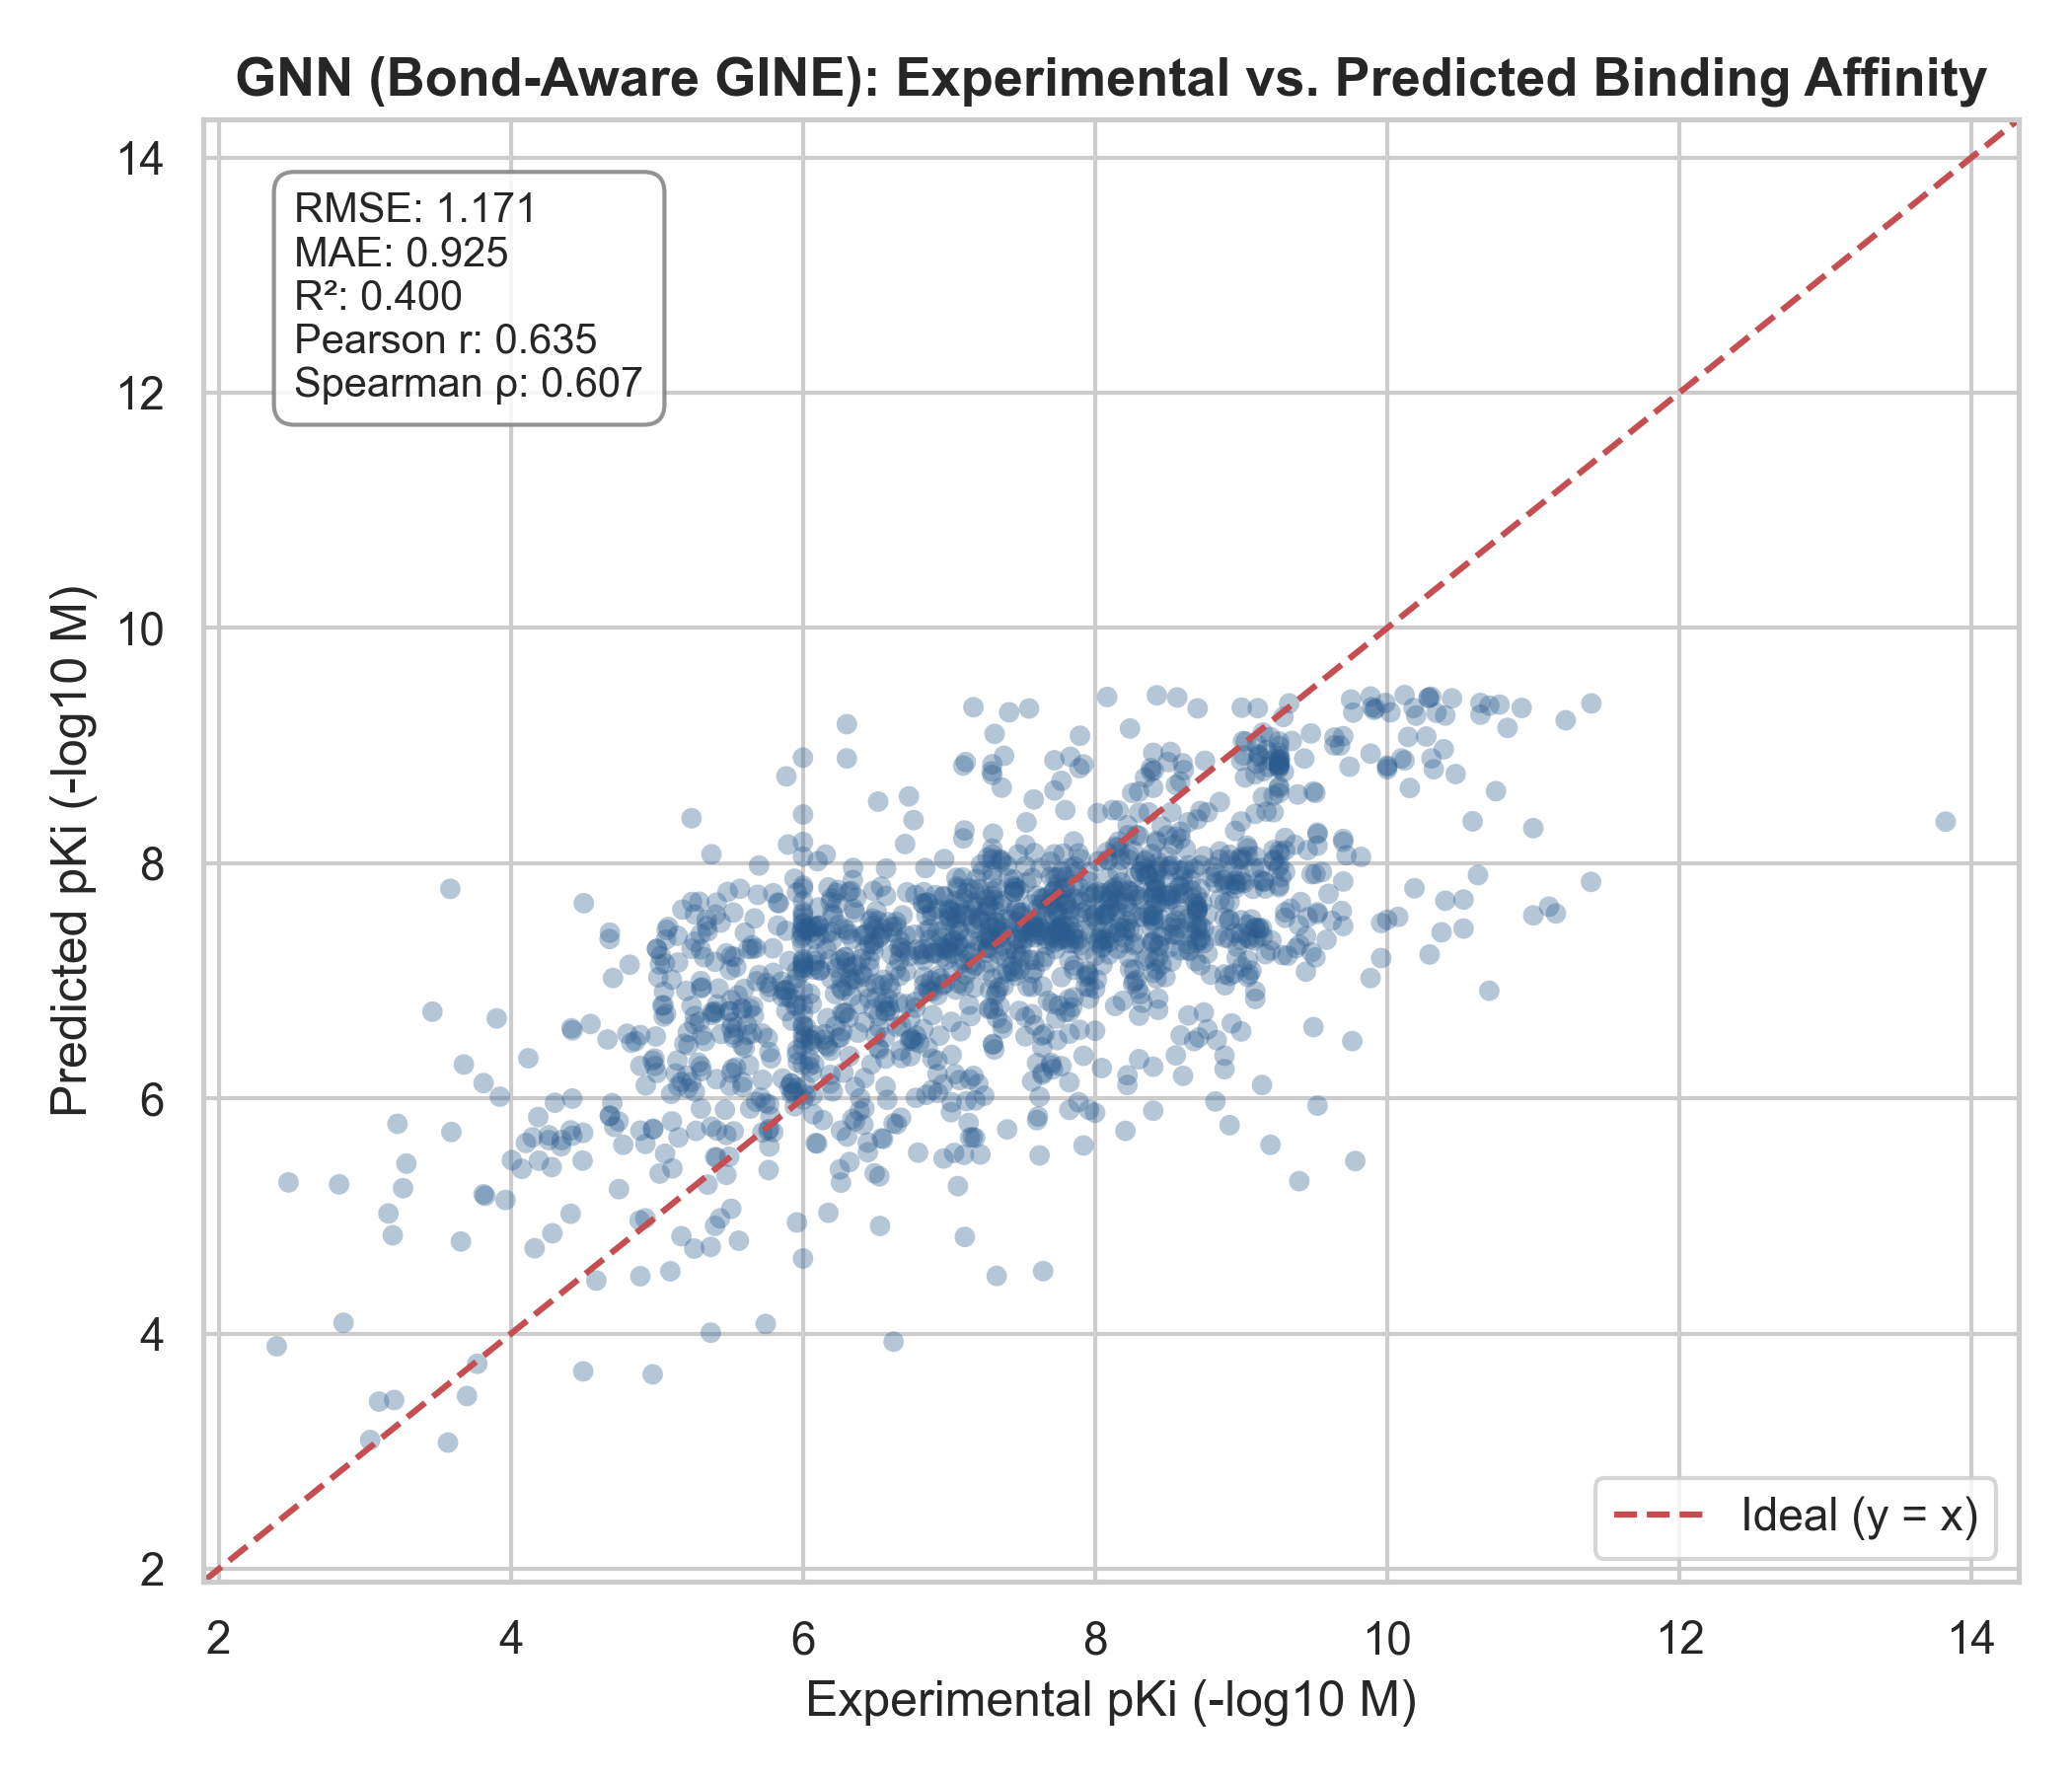 GNN (Bond-Aware GINE): Experimental vs. Predicted Binding Affinity
14
12
10
8
6
4
2
Predicted pKi (-log10 M)
RMSE: 1.171
MAE: 0.925
R²: 0.400
Pearson r: 0.635
Spearman ρ: 0.607
Ideal (y = x)
2 4 6 8 10 12 14
Experimental pKi (-log10 M)